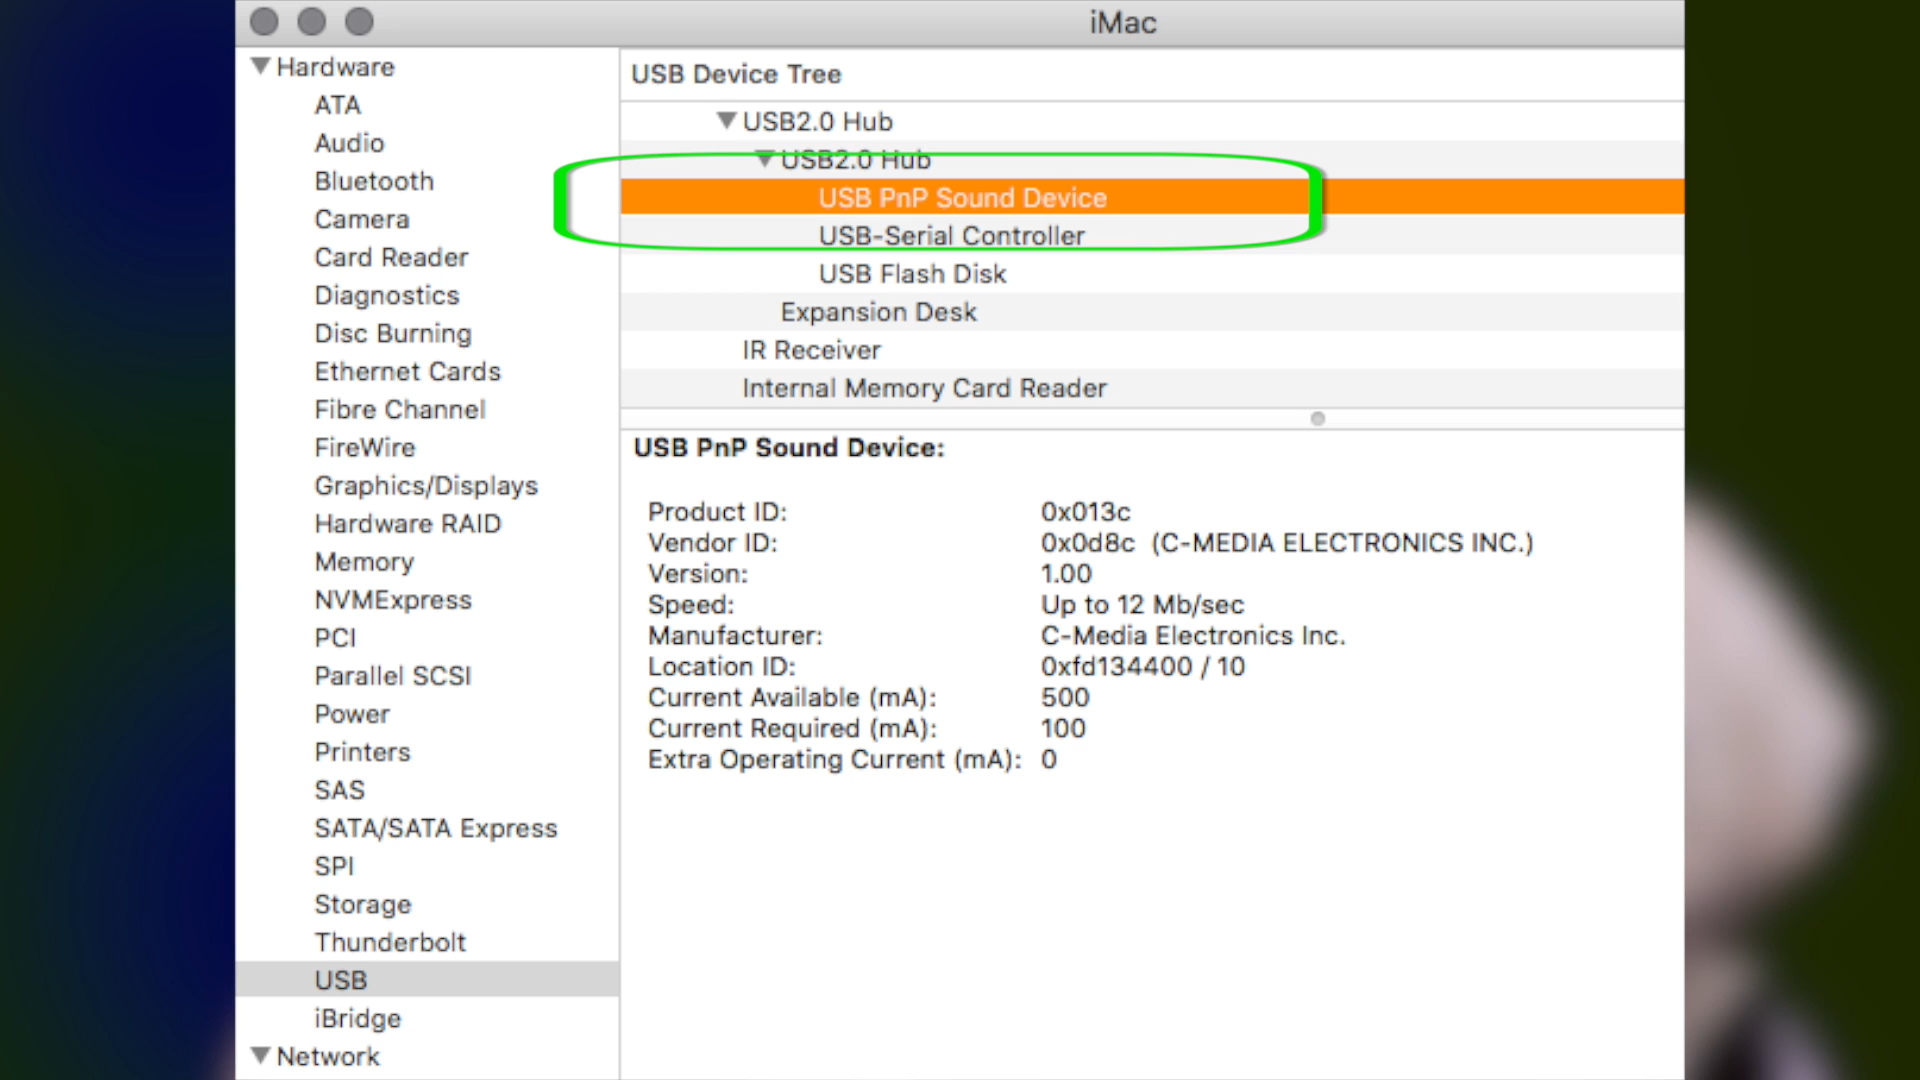 iMac
Hardware
ATA
Audio
Bluetooth
Camera
Card Reader
Diagnostics
Disc Burning
Ethernet Cards
Fibre Channel
FireWire
Graphics/Displays
Hardware RAID
Memory
NVMExpress
PCI
Parallel SCSI
Power
Printers
SAS
SATA/SATA Express
SPI
Storage
Thunderbolt
USB
iBridge
Network
USB Device Tree
USB2.0 Hub
USB2.0 Hub
USB PnP Sound Device
USB-Serial Controller
USB Flash Disk
Expansion Desk
IR Receiver
Internal Memory Card Reader
USB PnP Sound Device:
Product ID: 0x013c
Vendor ID: 0x0d8c (C-MEDIA ELECTRONICS INC.)
Version: 1.00
Speed: Up to 12 Mb/sec
Manufacturer: C-Media Electronics Inc.
Location ID: 0xfd134400 / 10
Current Available (mA): 500
Current Required (mA): 100
Extra Operating Current (mA): 0